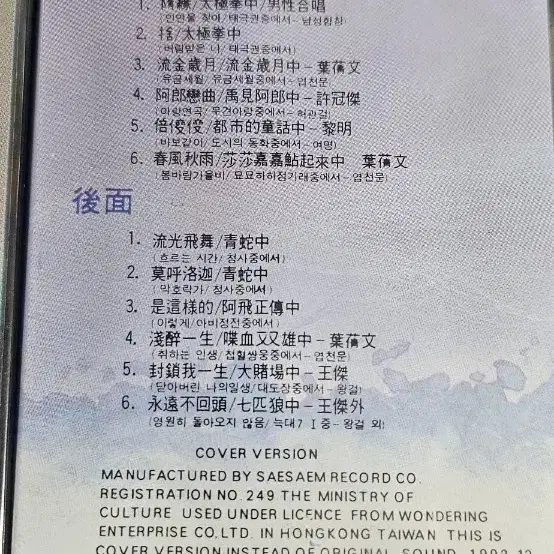 1. 隨緣/太極拳中/男性合唱
(인연을 찾아/태극권중에서- 남성합창)
2. 捨/太極拳中
(버림받은 나/태극권중에서)
3. 流金歲月/流金歲月中-葉蒨文
(유금세월/유금세월중에서-엽천문)
4. 阿郎戀曲/禹見阿郎中-許冠傑
(아랑연곡/우견아랑중에서-허관걸)
5. 倍俊俊/都市的童話中-黎明
(바보같이/도시의 동화중에서-여명)
6. 春風秋雨/莎莎嘉嘉鮎起來中 葉蒨文
(봄바람가을비/묘묘하하점기래중에서-엽천문)
後面
1. 流光飛舞/青蛇中
(흐르는 시간/청사중에서)
2. 莫呼洛迦/青蛇中
(막호락가/청사중에서)
3. 是這樣的/阿飛正傳中
(이렇게/아비정전중에서)
4. 淺醉一生/喋血又又雄中-葉蒨文
(취하는 인생/첩혈쌍웅중에서-엽천문)
5. 封鎖我一生/大賭場中-王傑
(닫아버린 나의일생/대도장중에서-왕걸)
6. 永遠不回頭/七匹狼中-王傑外
(영원히 돌아오지 않음/늑대7 I 중-왕걸 외)
COVER VERSION
MANUFACTURED BY SAESAEM RECORD CO.
REGISTRATION NO. 249 THE MINISTRY OF
CULTURE USED UNDER LICENCE FROM WONDERING
ENTERPRISE CO. LTD. IN HONGKONG TAIWAN THIS IS
COVER VERSION INSTEAD OF ORIGINAL SOUND 1993. 12